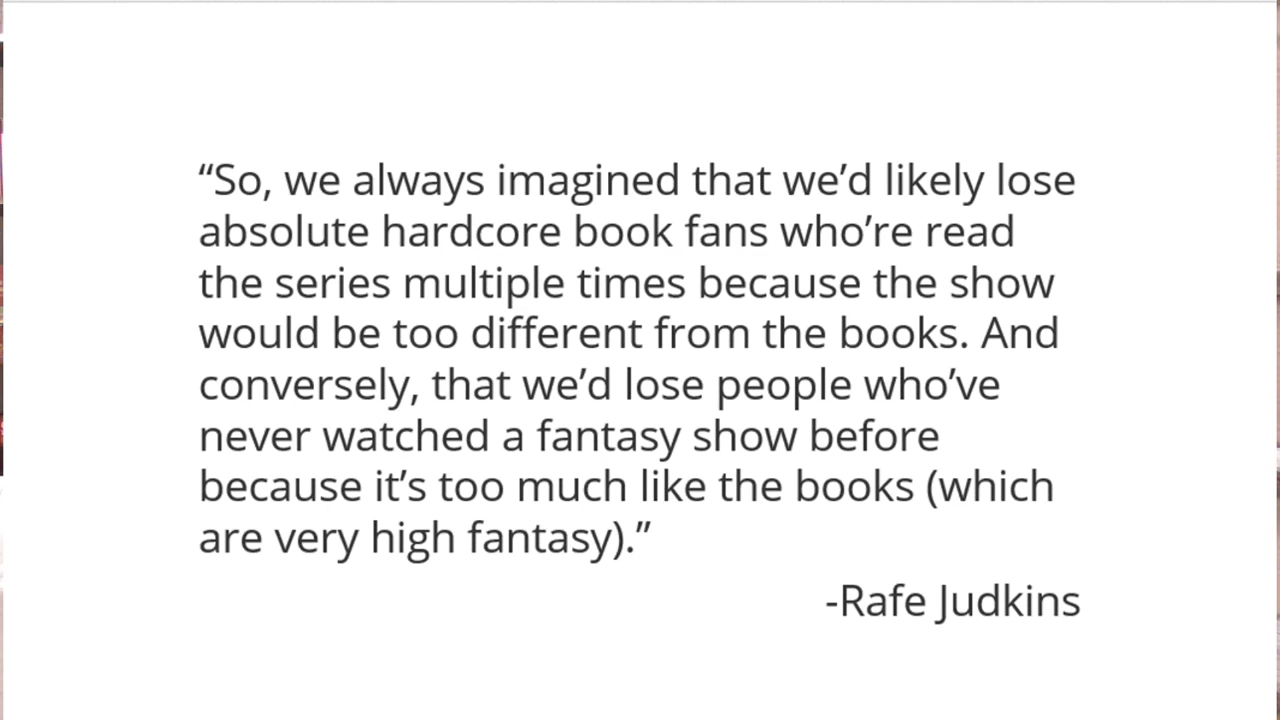 “So, we always imagined that we’d likely lose
absolute hardcore book fans who’re read
the series multiple times because the show
would be too different from the books. And
conversely, that we’d lose people who’ve
never watched a fantasy show before
because it’s too much like the books (which
are very high fantasy).”
-Rafe Judkins